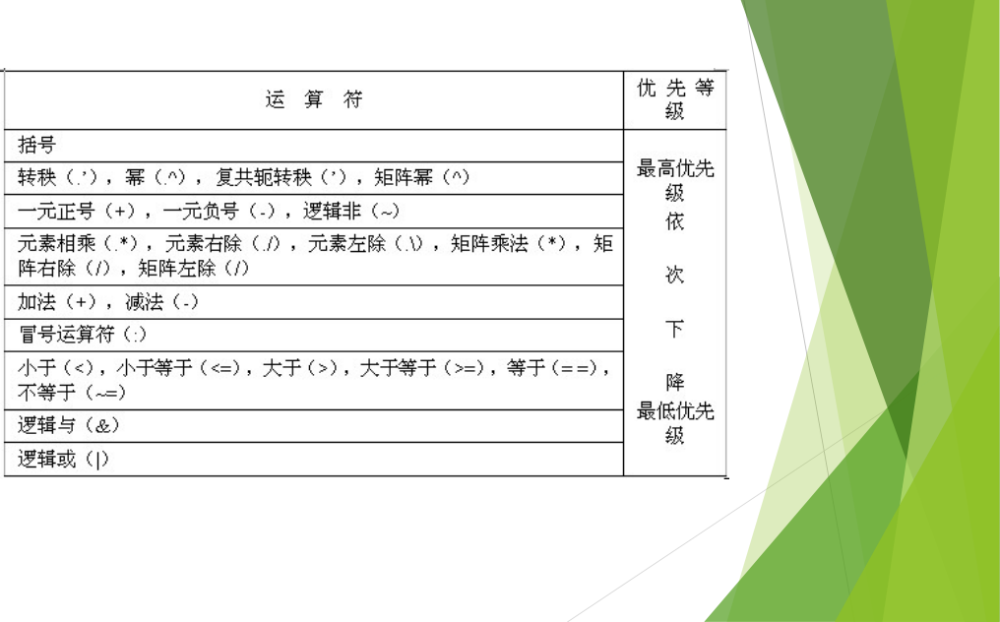 运 算 符
优 先 等
级
括号
转秩（.’），幂（.^），复共轭转秩（’），矩阵幂（^）
一元正号（+），一元负号（-），逻辑非（~）
元素相乘（.*），元素右除（./），元素左除（.\），矩阵乘法（*），矩
阵右除（/），矩阵左除（/）
加法（+），减法（-）
冒号运算符（:）
小于（<），小于等于（<=），大于（>），大于等于（>=），等于（==），
不等于（~=）
逻辑与（&）
逻辑或（|）
最高优先
级
依
次
下
降
最低优先
级